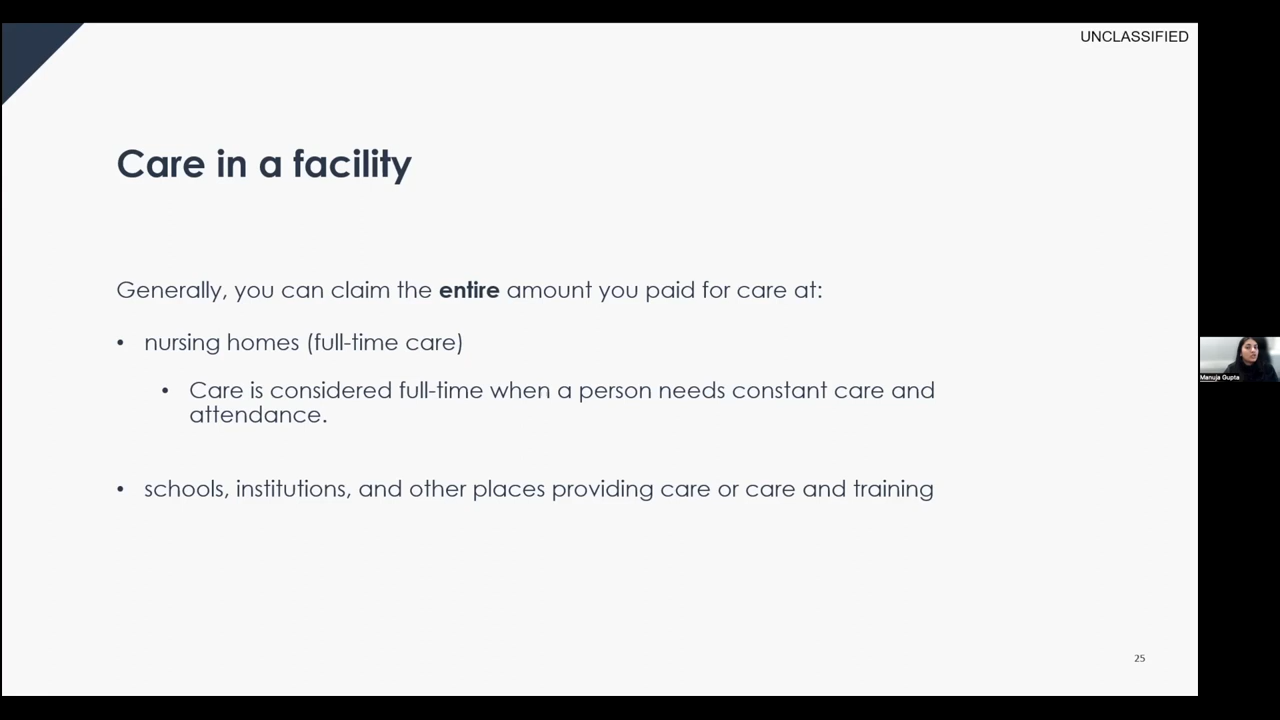 UNCLASSIFIED
Care in a facility
Generally, you can claim the entire amount you paid for care at:
• nursing homes (full-time care)
• Care is considered full-time when a person needs constant care and
attendance.
• schools, institutions, and other places providing care or care and training
Manuja Gupta
25